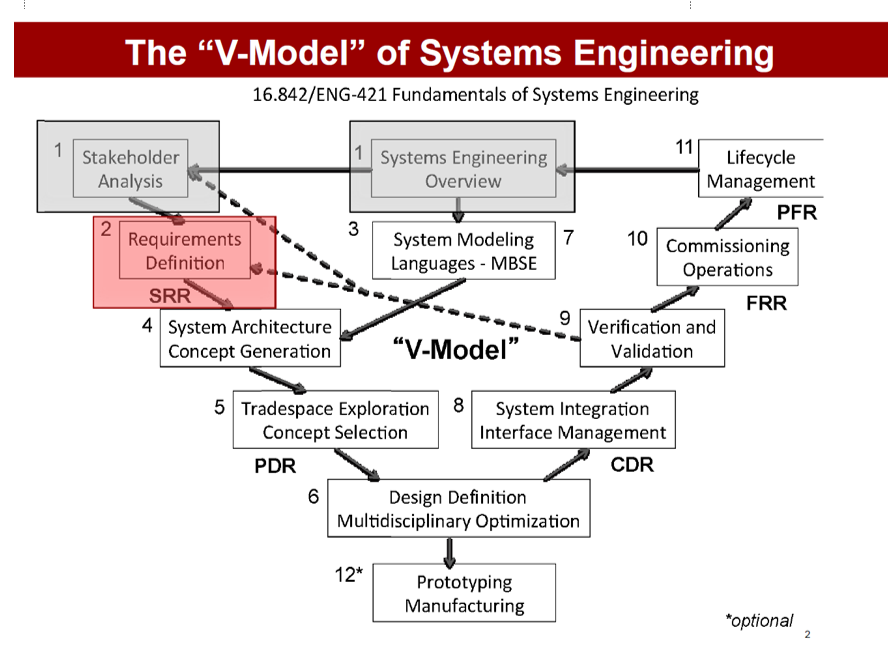 The “V-Model” of Systems Engineering
16.842/ENG-421 Fundamentals of Systems Engineering
1
Stakeholder
Analysis
1
Systems Engineering
Overview
11
Lifecycle
Management
PFR
2
Requirements
Definition
SRR
3
System Modeling
Languages - MBSE
7
10
Commissioning
Operations
FRR
4
System Architecture
Concept Generation
“V-Model”
9
Verification and
Validation
5
Tradespace Exploration
Concept Selection
PDR
8
System Integration
Interface Management
CDR
6
Design Definition
Multidisciplinary Optimization
12*
Prototyping
Manufacturing
*optional
2